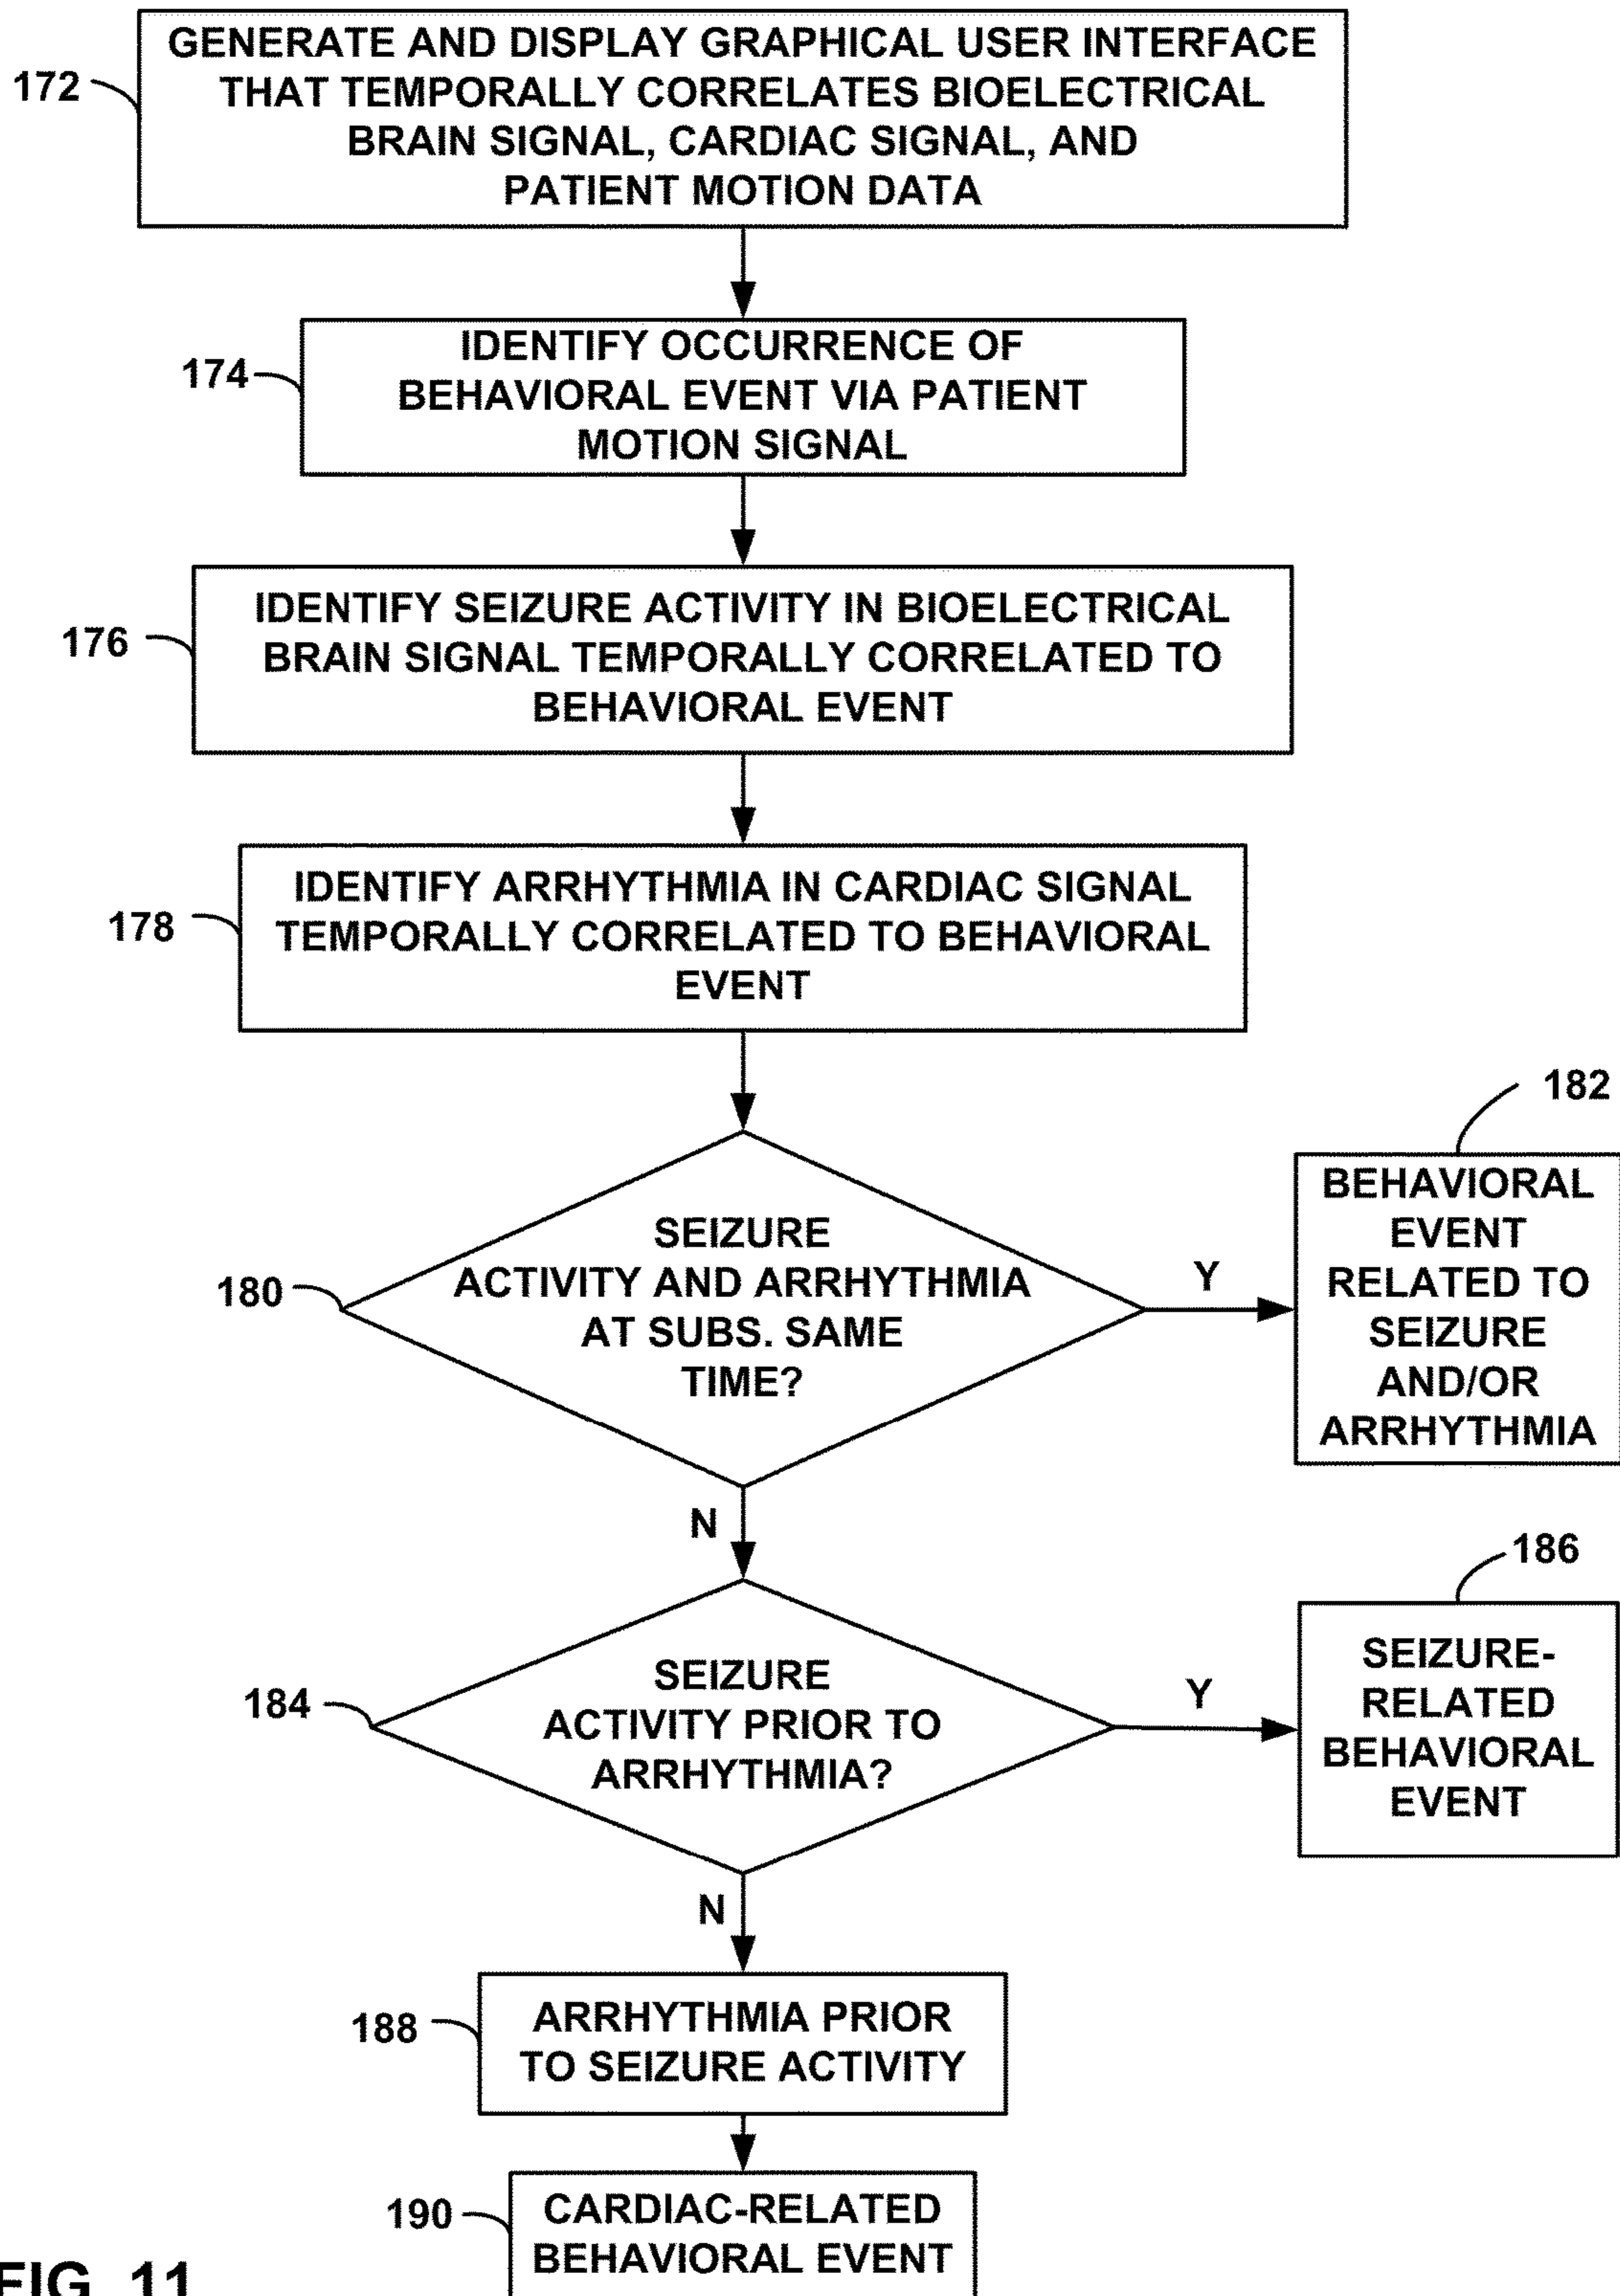 GENERATE AND DISPLAY GRAPHICAL USER INTERFACE
THAT TEMPORALLY CORRELATES BIOELECTRICAL
BRAIN SIGNAL, CARDIAC SIGNAL, AND
PATIENT MOTION DATA
172
IDENTIFY OCCURRENCE OF
BEHAVIORAL EVENT VIA PATIENT
MOTION SIGNAL
174
IDENTIFY SEIZURE ACTIVITY IN BIOELECTRICAL
BRAIN SIGNAL TEMPORALLY CORRELATED TO
BEHAVIORAL EVENT
176
IDENTIFY ARRHYTHMIA IN CARDIAC SIGNAL
TEMPORALLY CORRELATED TO BEHAVIORAL
EVENT
178
SEIZURE
ACTIVITY AND ARRHYTHMIA
AT SUBS. SAME
TIME?
180
Y
182
BEHAVIORAL
EVENT
RELATED TO
SEIZURE
AND/OR
ARRHYTHMIA
N
SEIZURE
ACTIVITY PRIOR TO
ARRHYTHMIA?
184
Y
186
SEIZURE-
RELATED
BEHAVIORAL
EVENT
N
ARRHYTHMIA PRIOR
TO SEIZURE ACTIVITY
188
CARDIAC-RELATED
BEHAVIORAL EVENT
190
FIG. 11